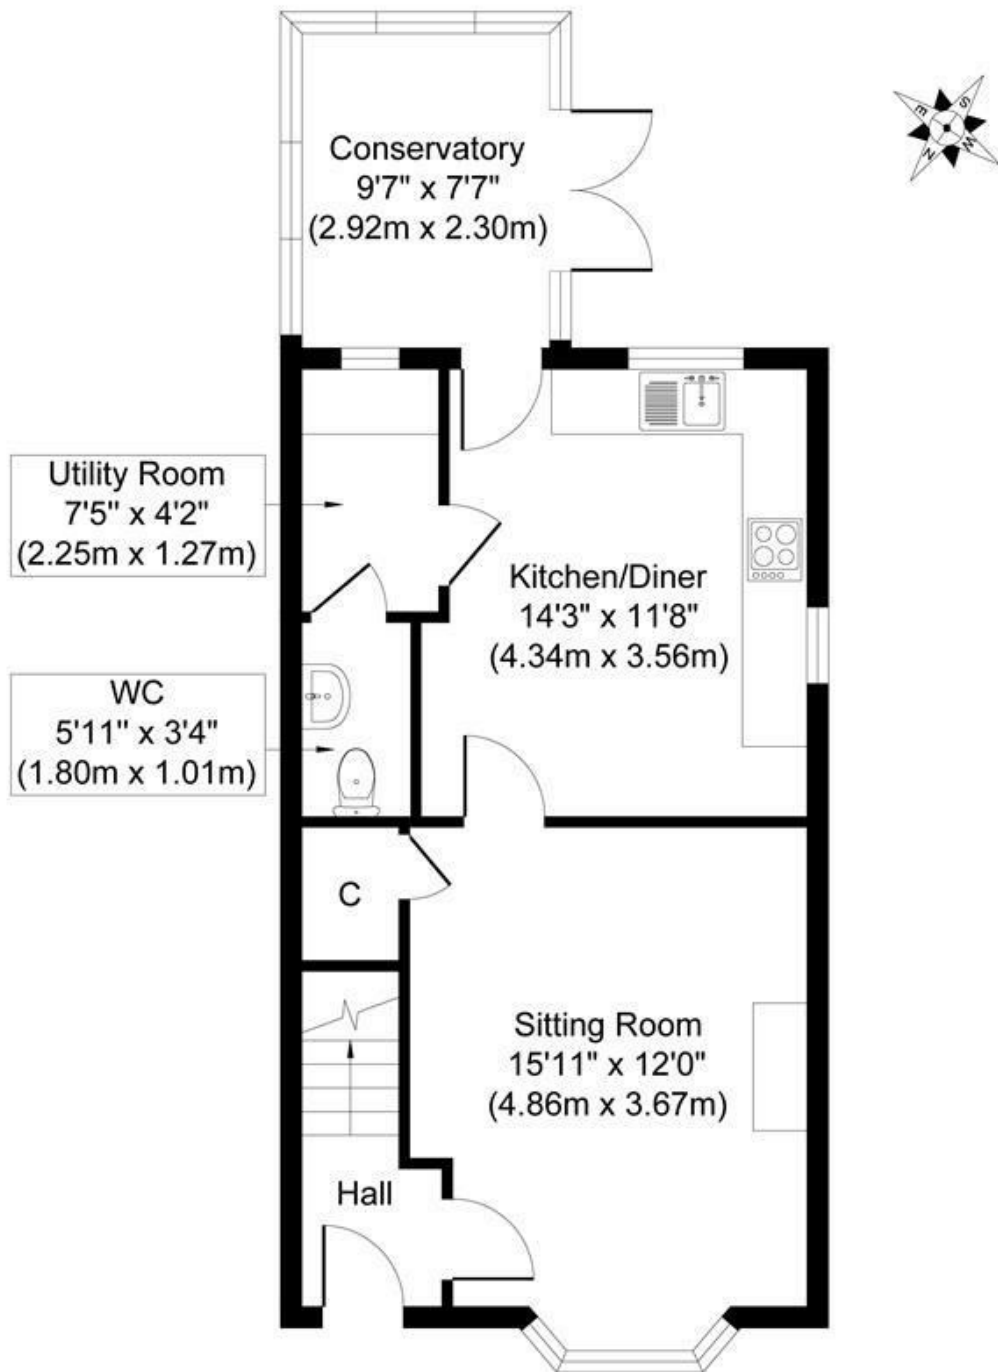 Conservatory
9'7" x 7'7"
(2.92m x 2.30m)
S
E
W
N
Utility Room
7'5" x 4'2"
(2.25m x 1.27m)
Kitchen/Diner
14'3" x 11'8"
(4.34m x 3.56m)
WC
5'11" x 3'4"
(1.80m x 1.01m)
C
Sitting Room
15'11" x 12'0"
(4.86m x 3.67m)
Hall